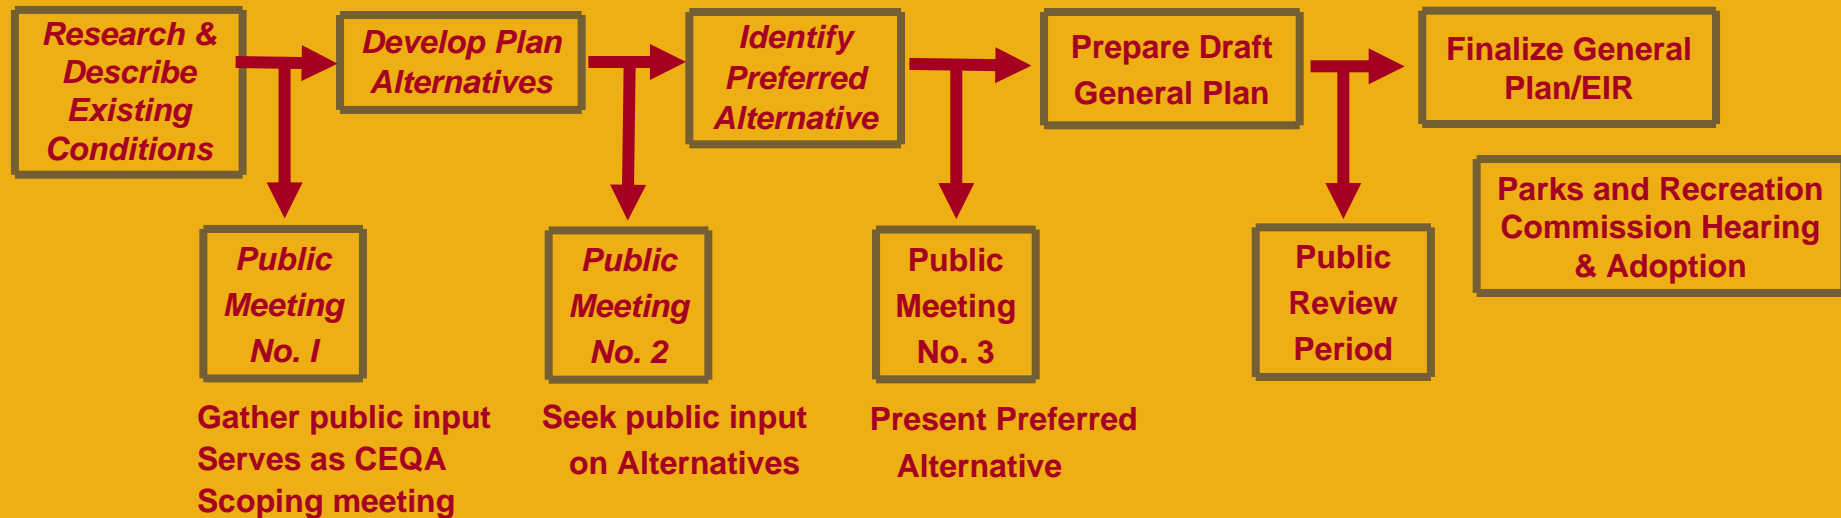 Research &
Describe
Existing
Conditions
Develop Plan
Alternatives
Identify
Preferred
Alternative
Prepare Draft
General Plan
Finalize General
Plan/EIR
Parks and Recreation
Commission Hearing
& Adoption
Public
Meeting
No. I
Public
Meeting
No. 2
Public
Meeting
No. 3
Public
Review
Period
Gather public input
Serves as CEQA
Scoping meeting
Seek public input
on Alternatives
Present Preferred
Alternative